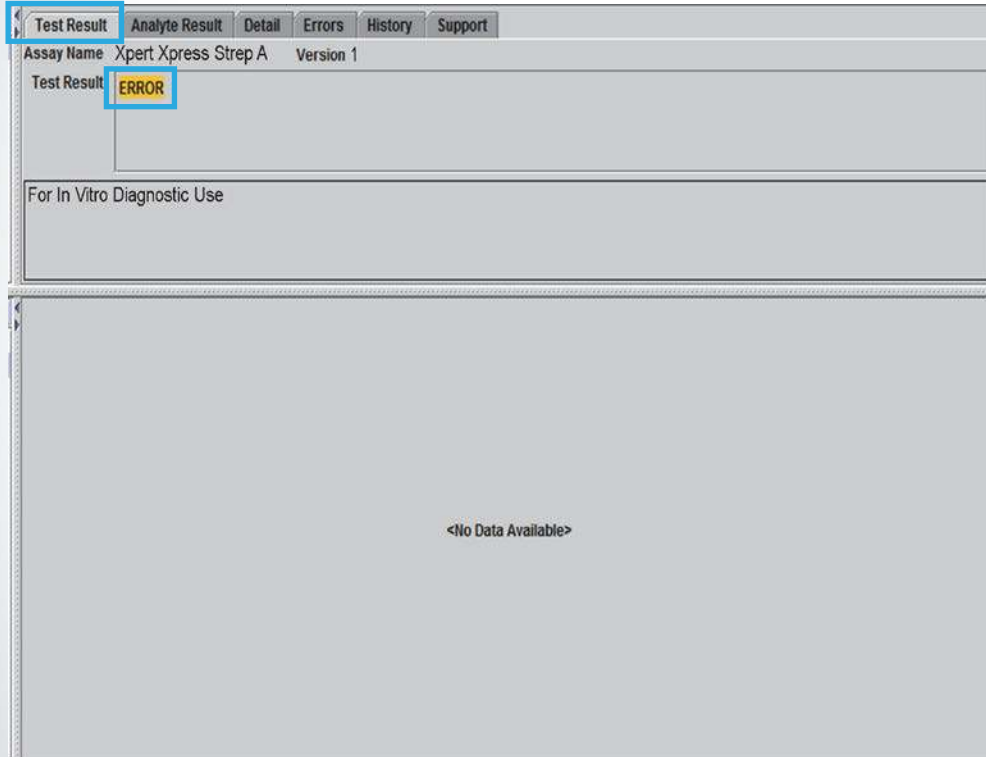 Test Result Analyte Result Detail Errors History Support
Assay Name Xpert Xpress Strep A Version 1
Test Result ERROR
For In Vitro Diagnostic Use
<No Data Available>